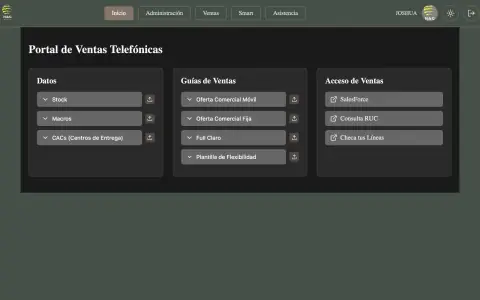 Inicio
Administración
Ventas
Smart
Asistencia
JOSHUA
Portal de Ventas Telefónicas
Datos
Stock
Macros
CACs (Centros de Entrega)
Guías de Ventas
Oferta Comercial Móvil
Oferta Comercial Fija
Full Claro
Plantilla de Flexibilidad
Acceso de Ventas
SalesForce
Consulta RUC
Checa tus Líneas